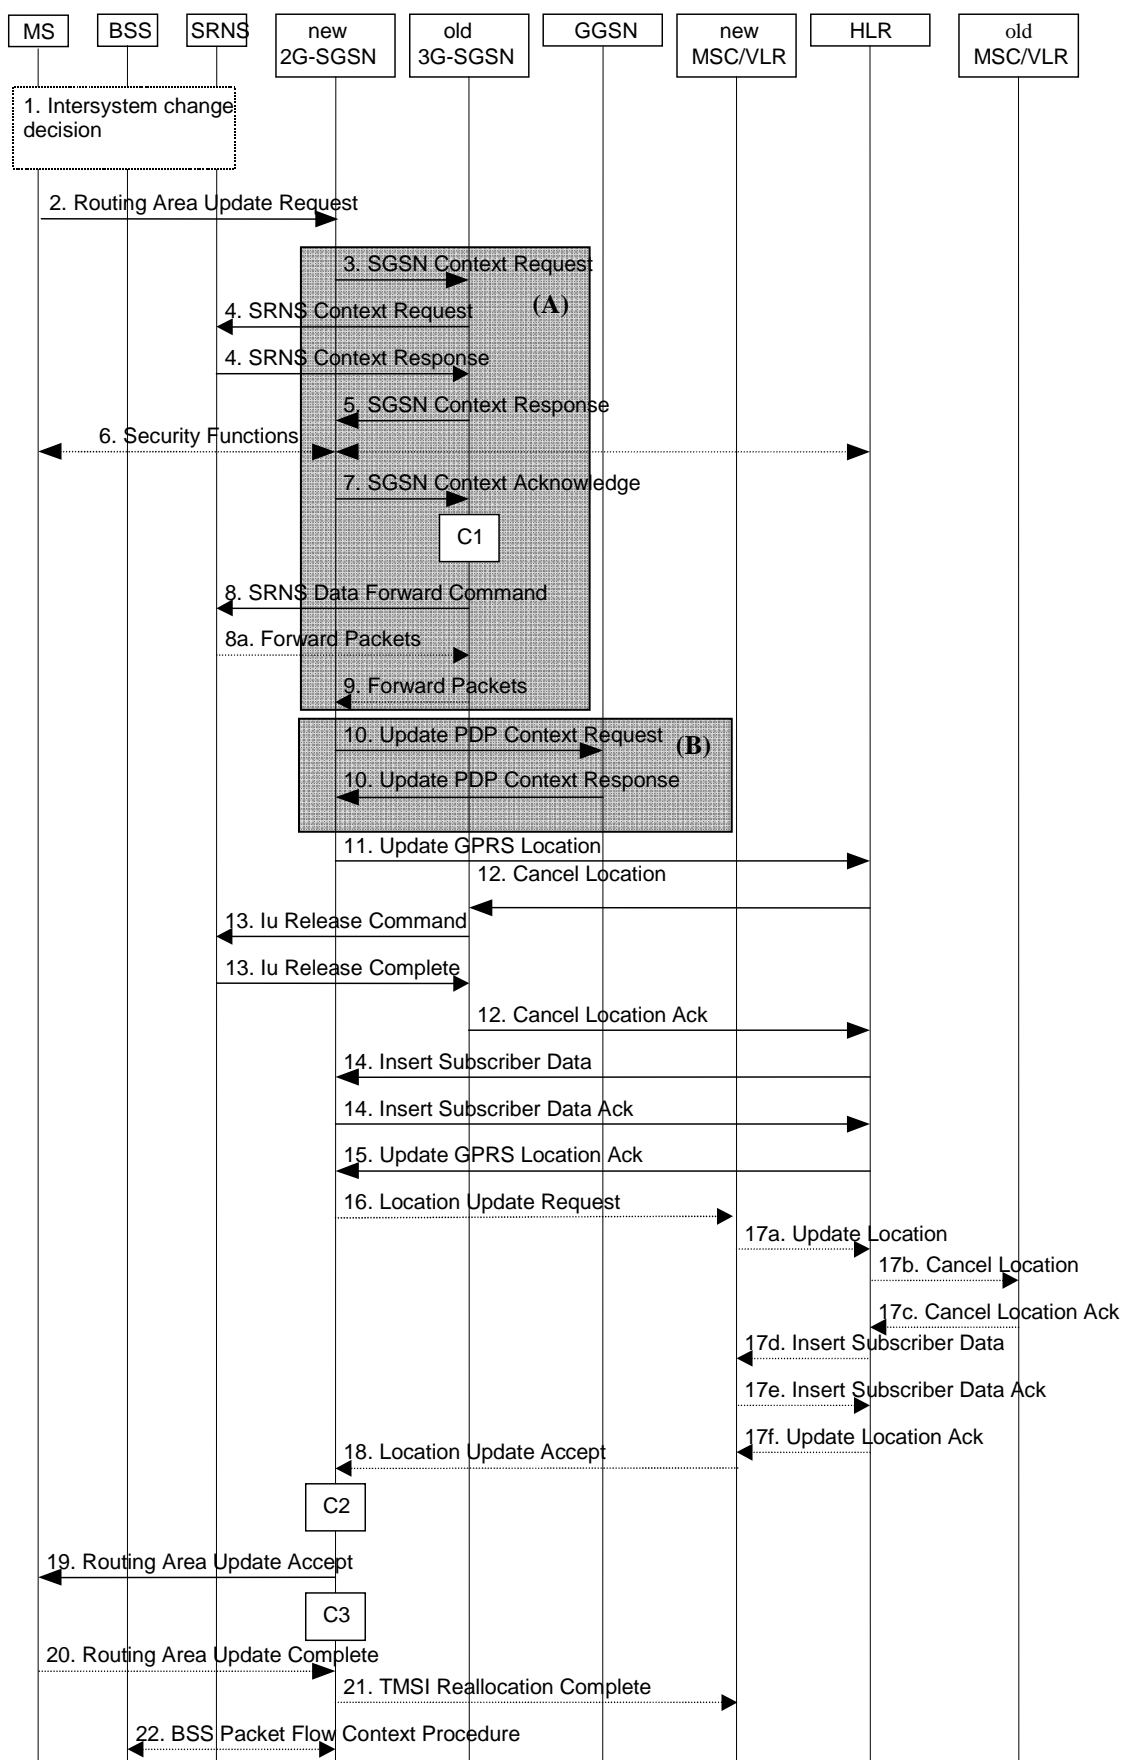 MS
BSS
SRNS
new
2G-SGSN
old
3G-SGSN
GGSN
new
MSC/VLR
HLR
old
MSC/VLR
1. Intersystem change
decision
2. Routing Area Update Request
3. SGSN Context Request
(A)
4. SRNS Context Request
4. SRNS Context Response
5. SGSN Context Response
6. Security Functions
7. SGSN Context Acknowledge
C1
8. SRNS Data Forward Command
8a. Forward Packets
9. Forward Packets
10. Update PDP Context Request
(B)
10. Update PDP Context Response
11. Update GPRS Location
12. Cancel Location
13. Iu Release Command
13. Iu Release Complete
12. Cancel Location Ack
14. Insert Subscriber Data
14. Insert Subscriber Data Ack
15. Update GPRS Location Ack
16. Location Update Request
17a. Update Location
17b. Cancel Location
17c. Cancel Location Ack
17d. Insert Subscriber Data
17e. Insert Subscriber Data Ack
17f. Update Location Ack
18. Location Update Accept
C2
19. Routing Area Update Accept
C3
20. Routing Area Update Complete
21. TMSI Reallocation Complete
22. BSS Packet Flow Context Procedure